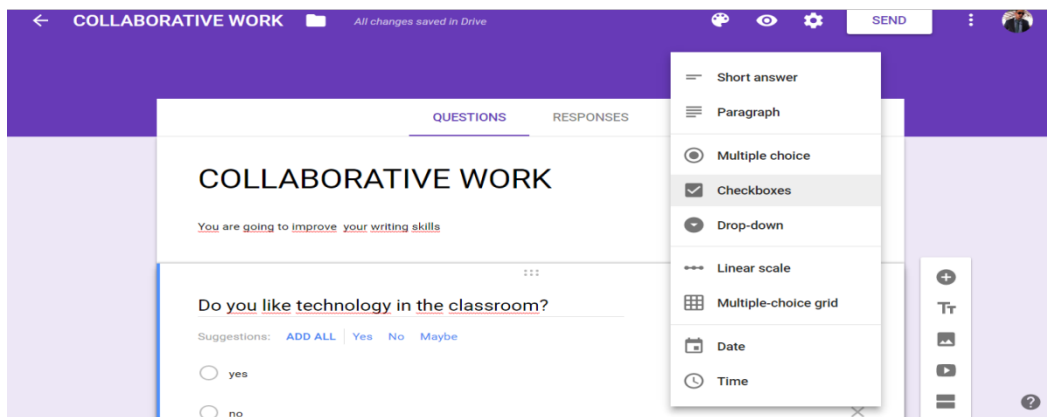 COLLABORATIVE WORK All changes saved in Drive SEND
QUESTIONS RESPONSES
COLLABORATIVE WORK
You are going to improve your writing skills
Do you like technology in the classroom?
Suggestions: ADD ALL Yes No Maybe
yes
no
Short answer
Paragraph
Multiple choice
Checkboxes
Drop-down
Linear scale
Multiple-choice grid
Date
Time
Tт
?